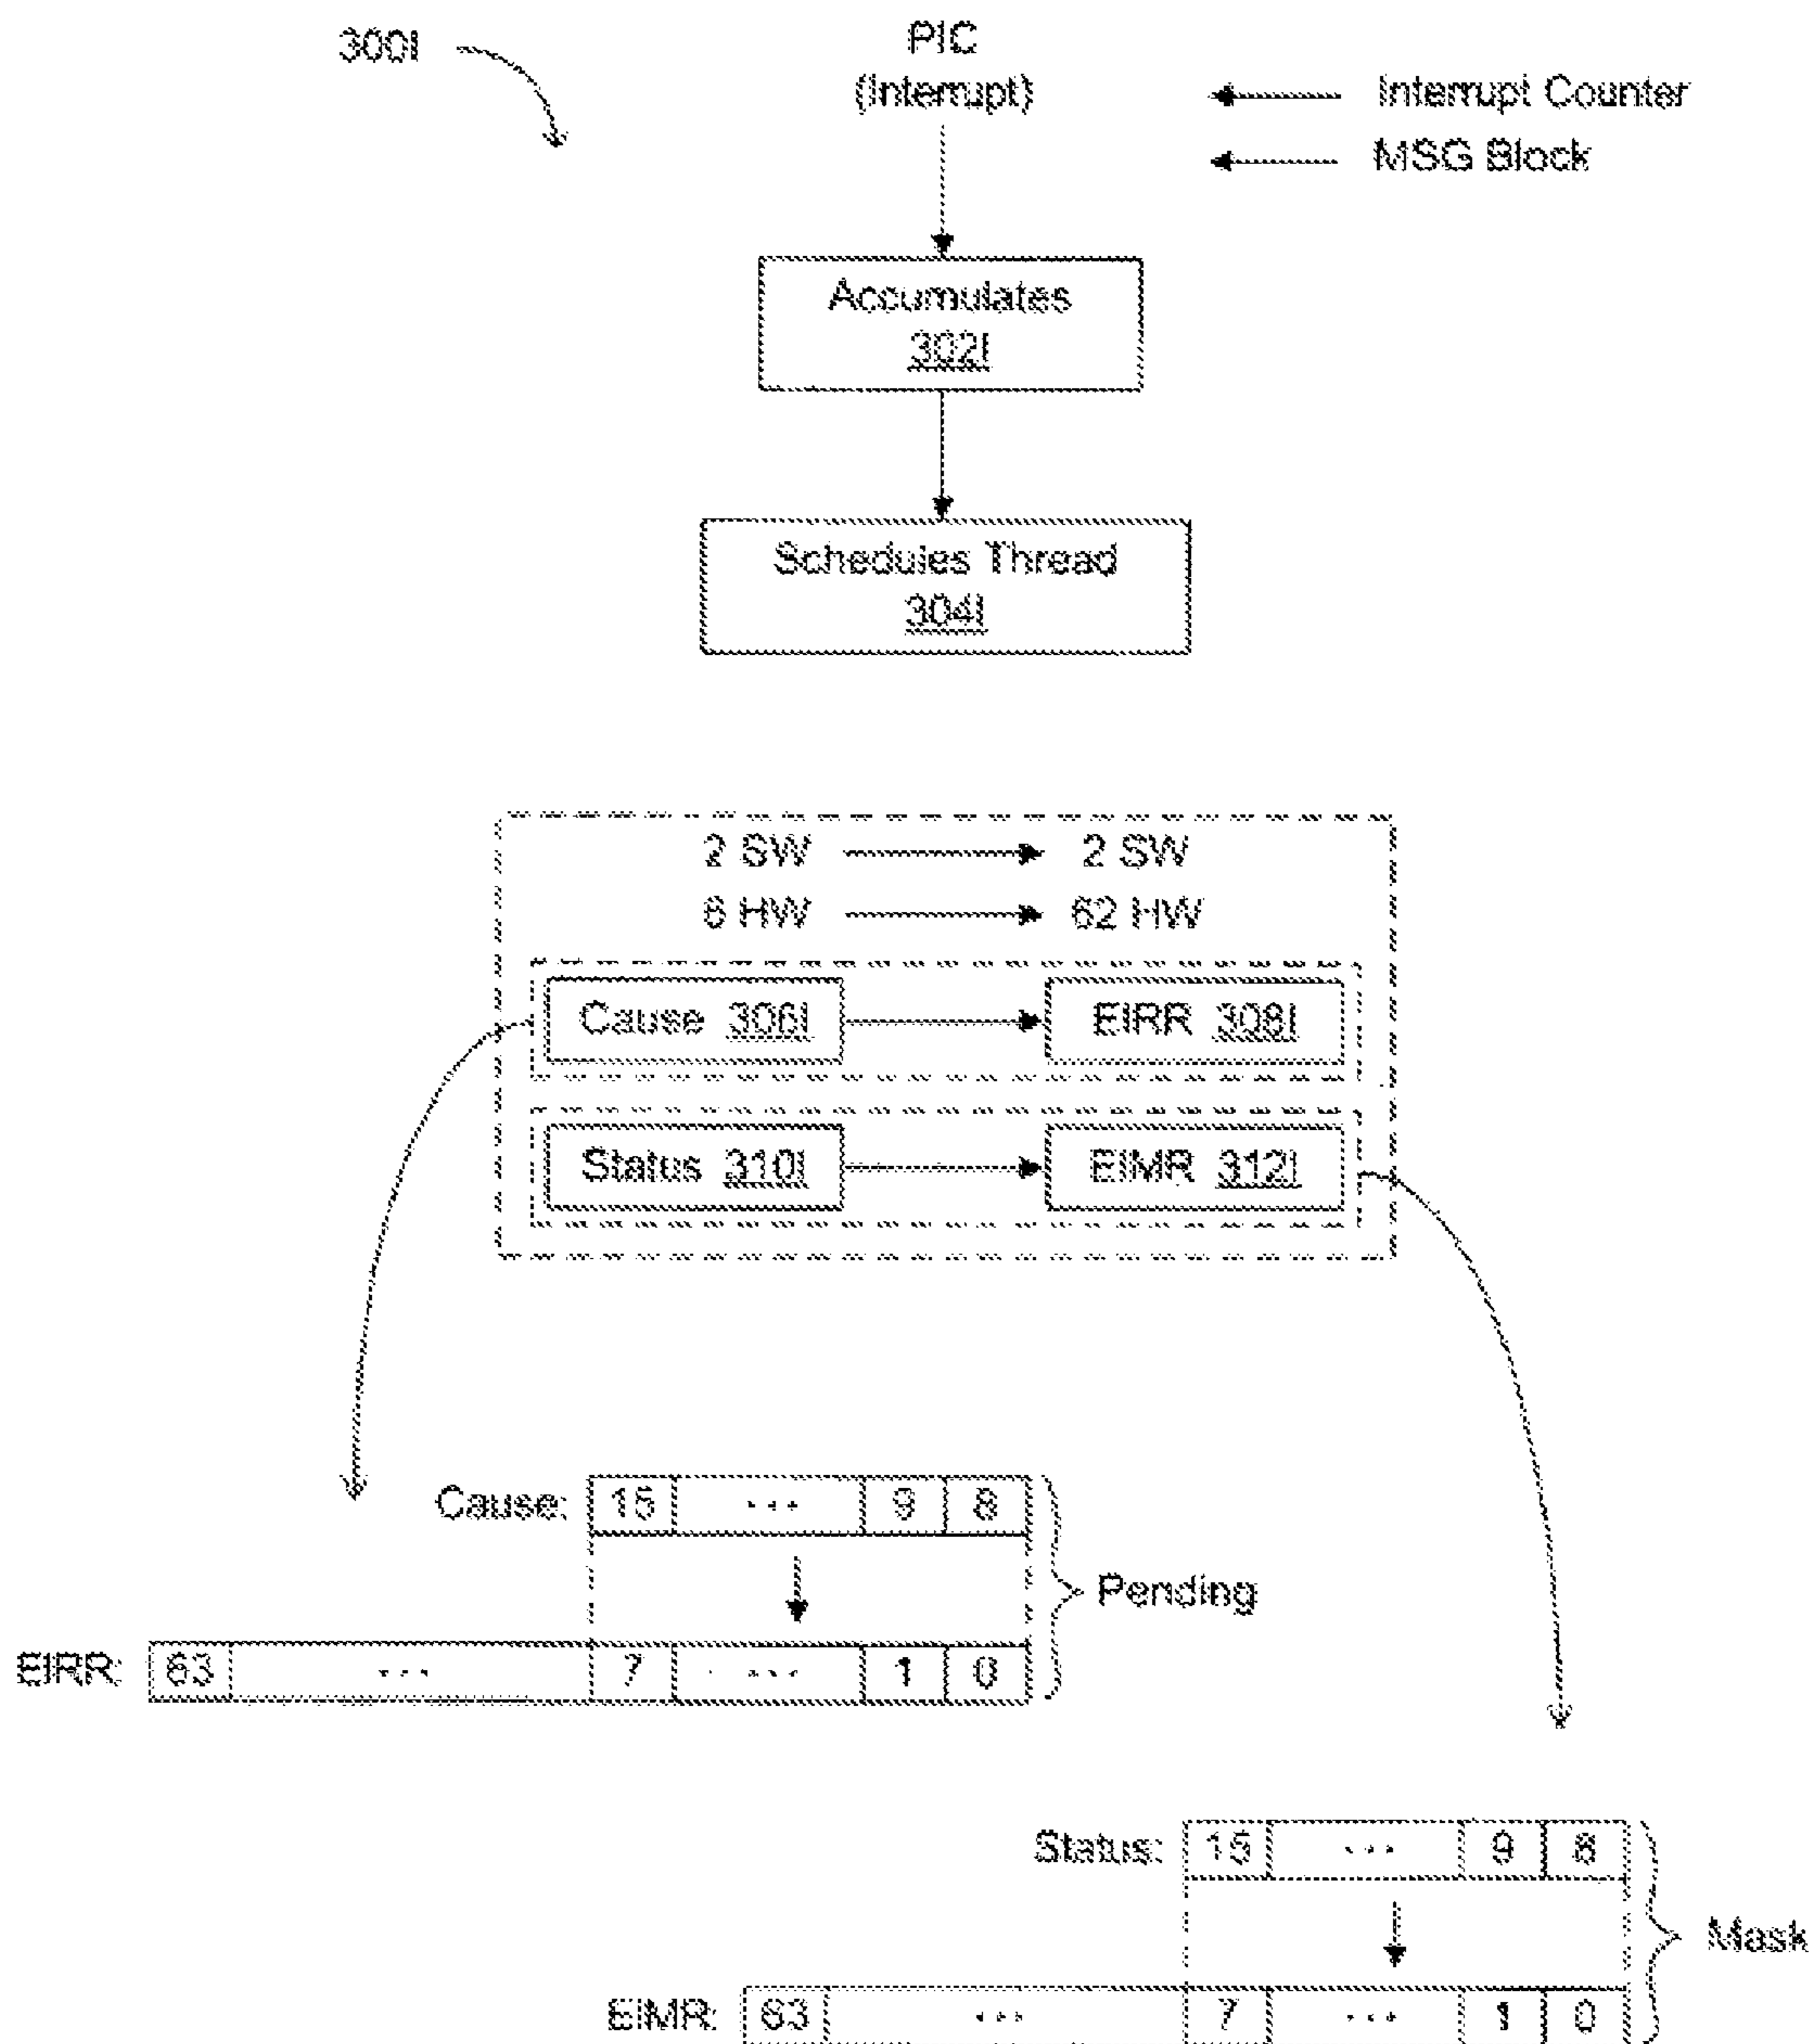 300I
PIC
(Interrupt)
Interrupt Counter
MSG Block
Accumulates
302I
Schedules Thread
304I
2 SW 2 SW
6 HW 62 HW
Cause 306I EIRR 308I
Status 310I EIMR 312I
Cause: 15 ... 9 8
Pending
EIRR: 63 ... 7 ... 1 0
Status: 15 ... 9 8
Mask
EIMR: 63 ... 7 ... 1 0